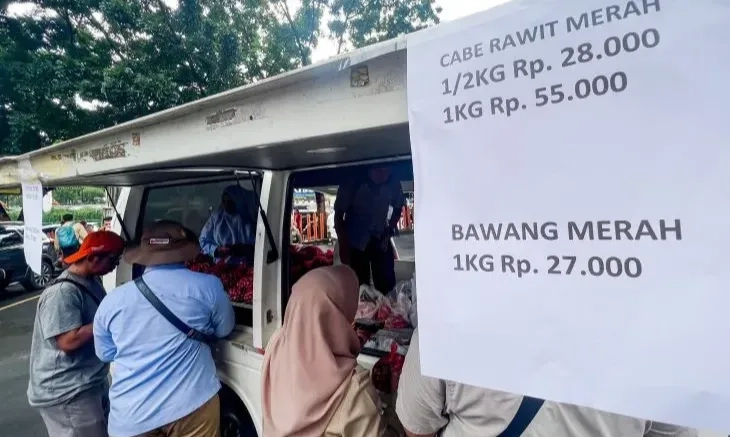 CABE RAWIT MERAH
1/2KG Rp. 28.000
1KG Rp. 55.000
BAWANG MERAH
1KG Rp. 27.000